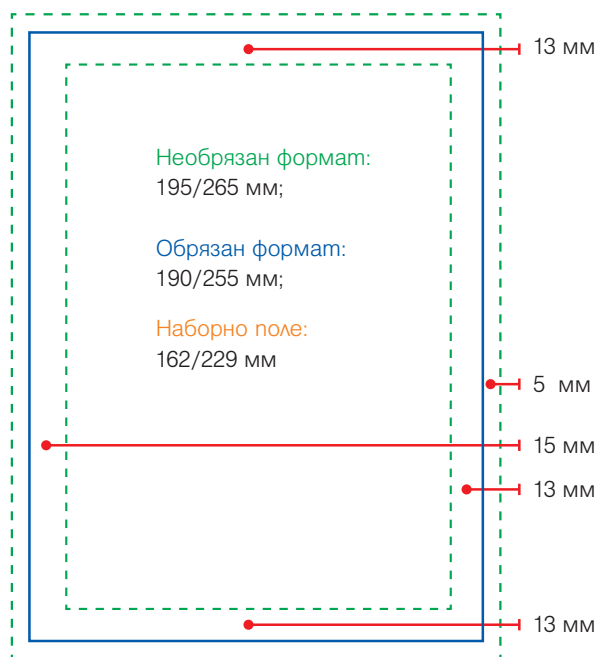 13 мм
Необрязан формат:
195/265 мм;
Обрязан формат:
190/255 мм;
Наборно поле:
162/229 мм
5 мм
15 мм
13 мм
13 мм